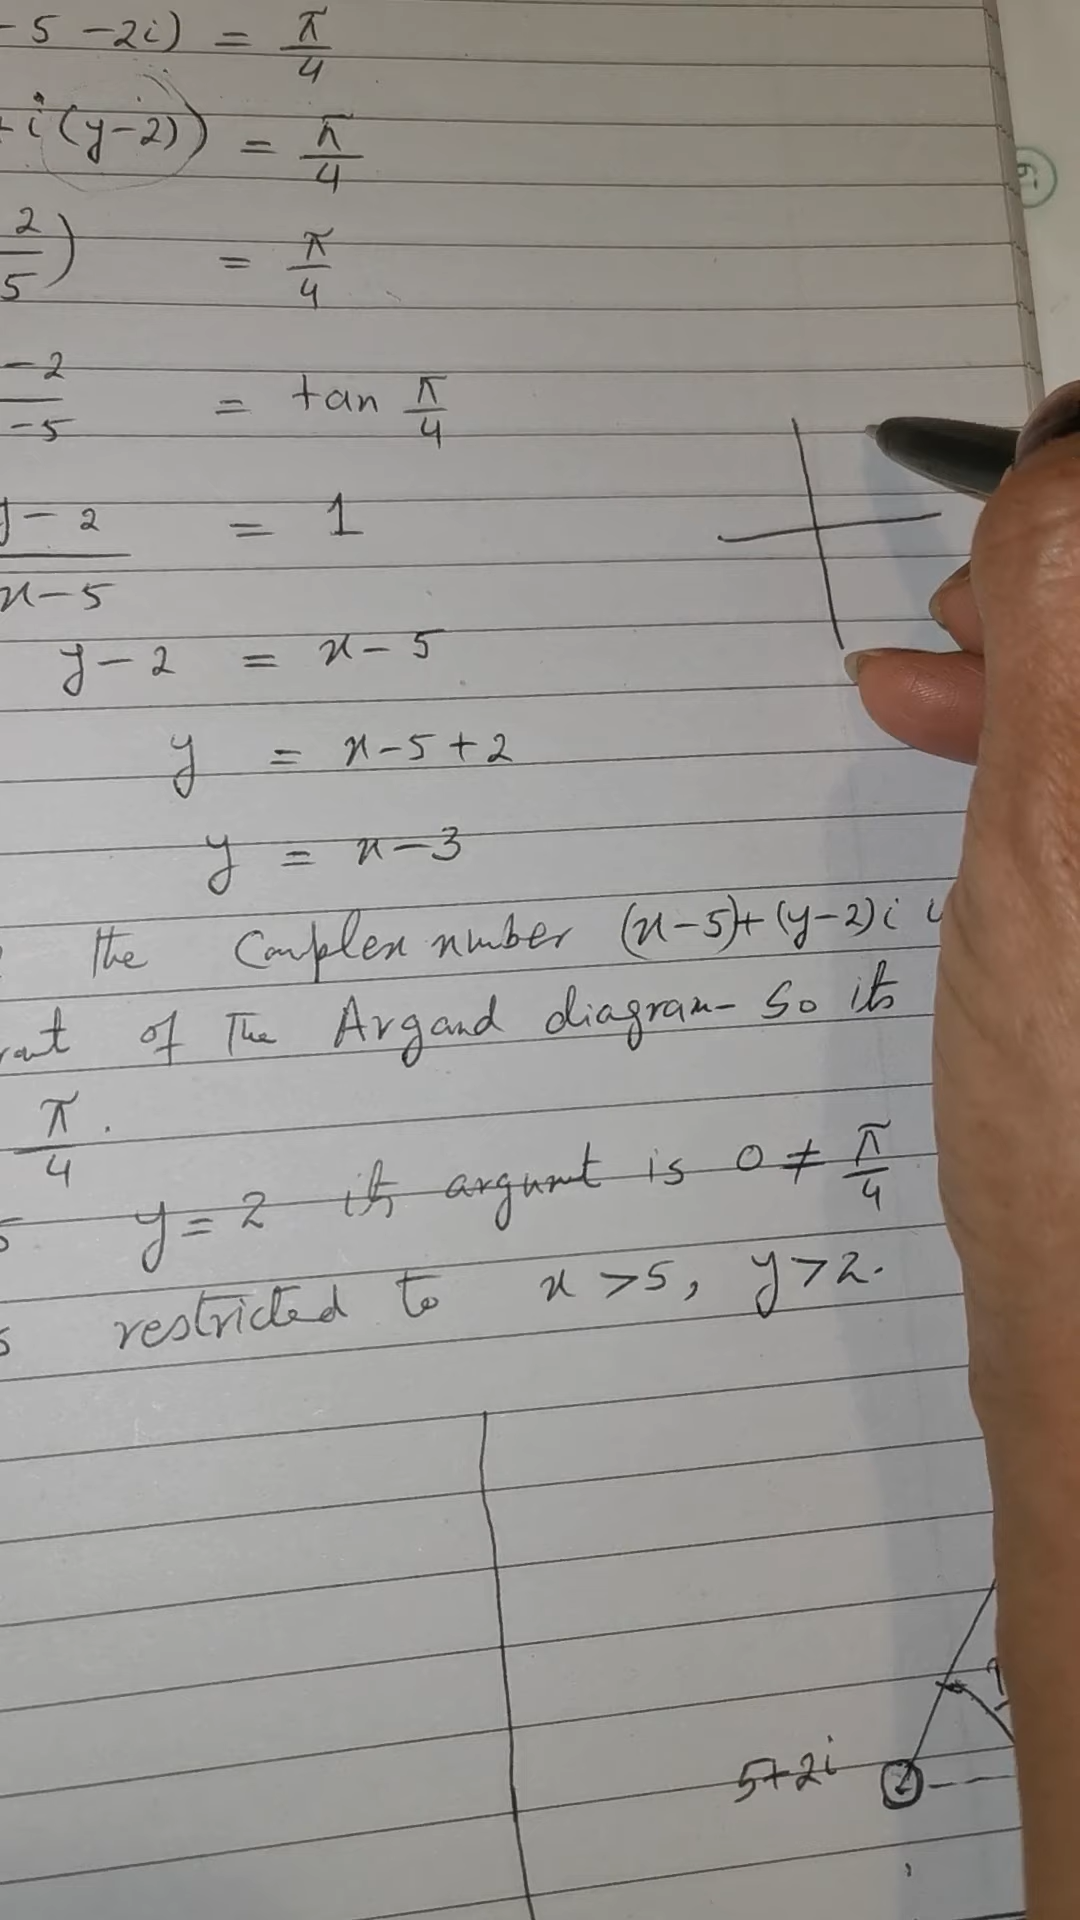 - 5 - 2i) = π/4
+ i(y-2)) = π/4
2/5) = π/4
-2/-5 = tan π/4
y-2/x-5 = 1
y-2 = x-5
y = x-5+2
y = x-3
the Complex number (x-5)+(y-2)i
of The Argand diagram- So its
π/4.
y=2 its argumt is 0 ≠ π/4
restricted to x>5, y>2.
5+2i